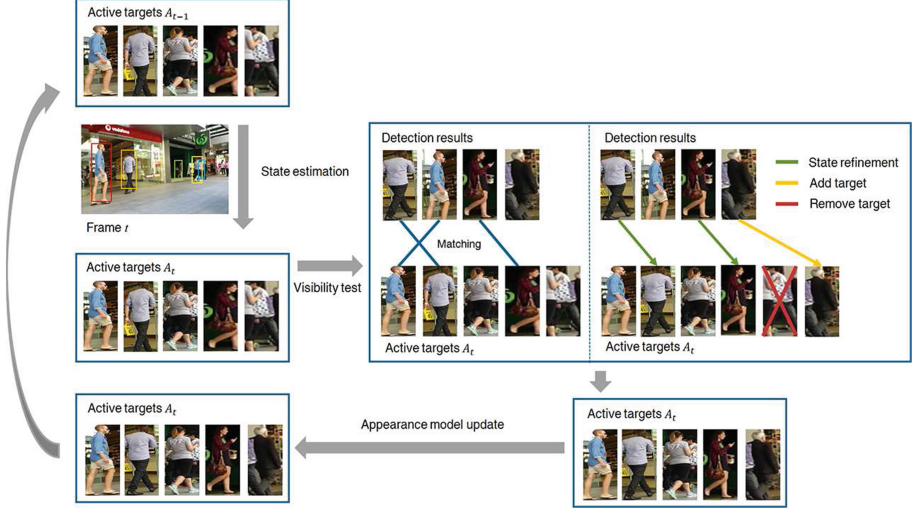 Active targets A_{t−1}
vodafone
State estimation
Frame t
Active targets A_t
Visibility test
Detection results
Matching
Active targets A_t
Detection results
State refinement
Add target
Remove target
Active targets A_t
Active targets A_t
Appearance model update
Active targets A_t